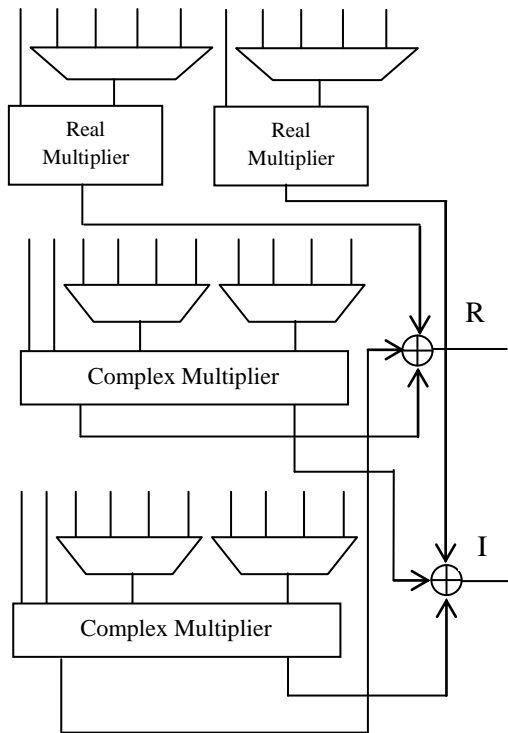 Real
Multiplier
Real
Multiplier
R
Complex Multiplier
I
Complex Multiplier